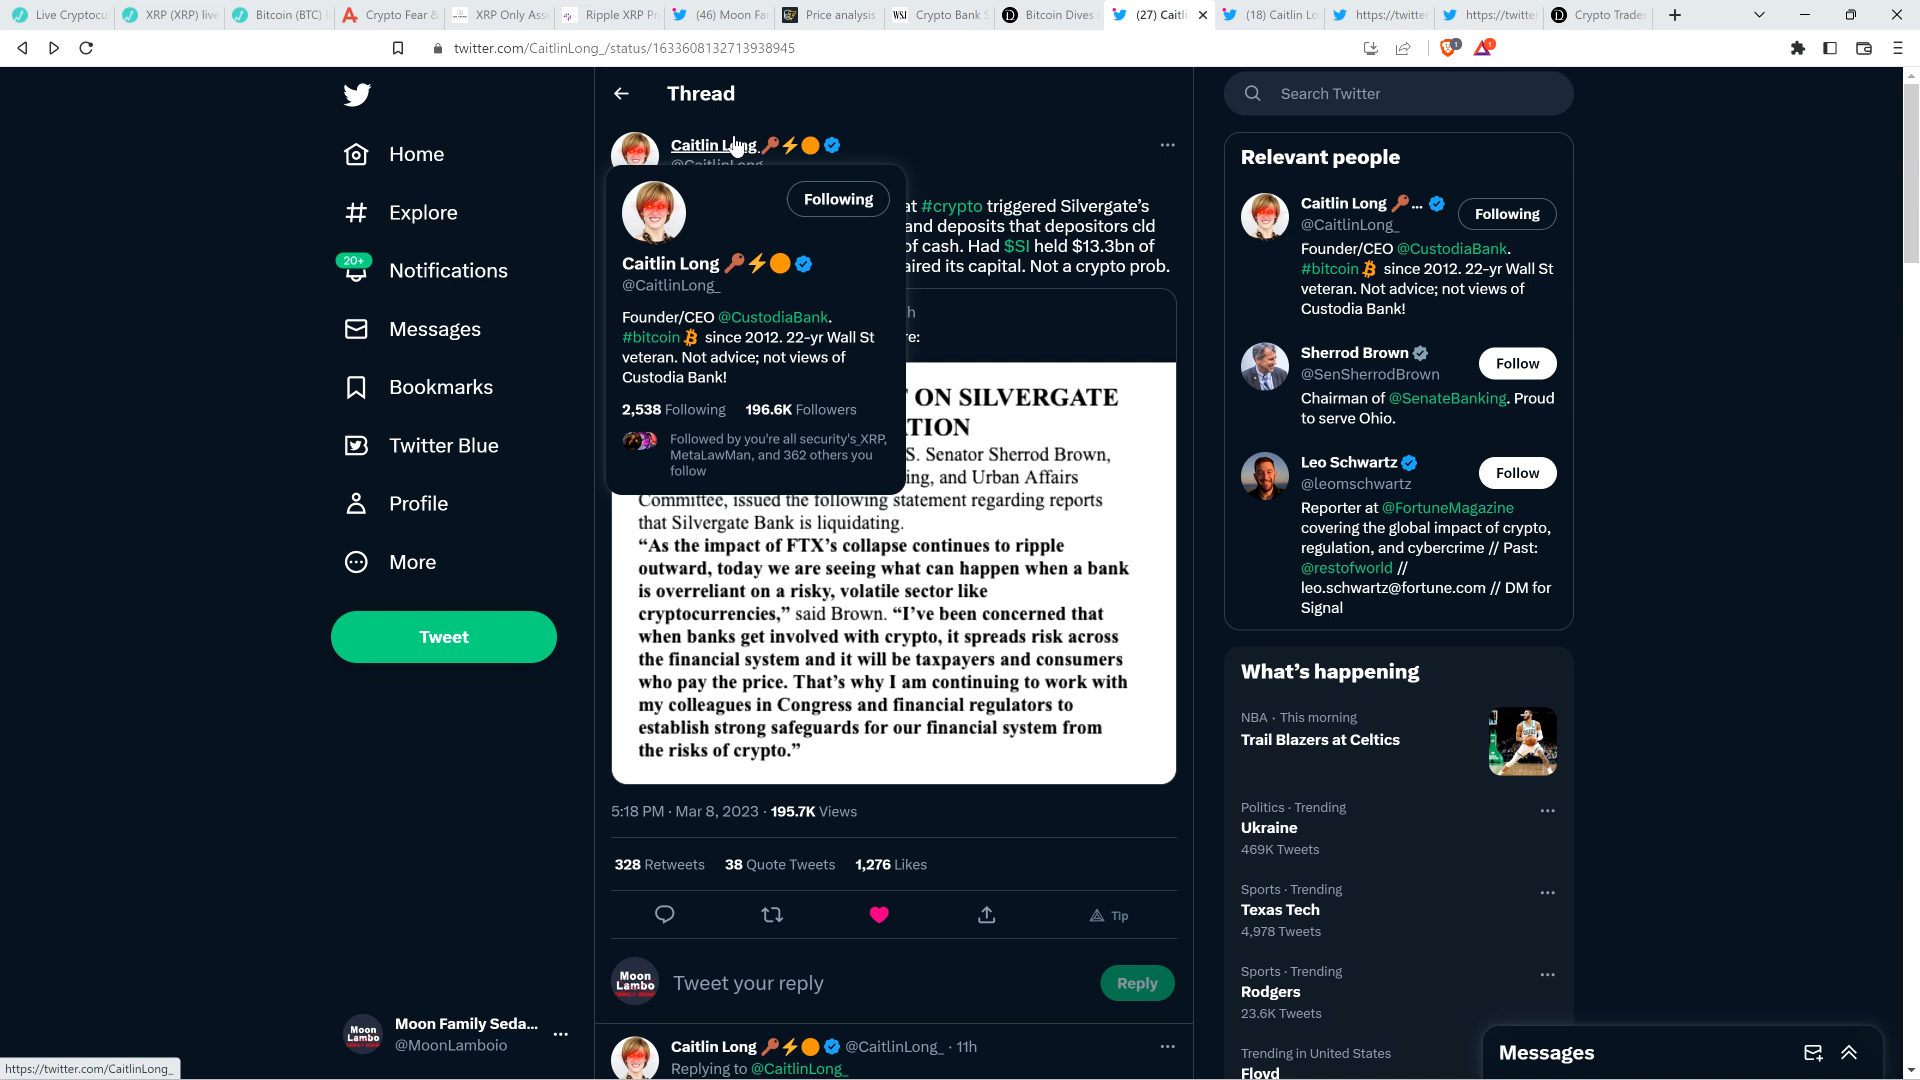 Live Cryptocu
XRP (XRP) live
Bitcoin (BTC)
Crypto Fear &
XRP Only Ass
Ripple XRP P
(46) Moon Fa
Price analysis
WSJ Crypto Bank S
Bitcoin Dives
(27) Caitli
(18) Caitlin Lo
https://twitte
https://twitte
Crypto Trade
twitter.com/CaitlinLong_/status/1633608132713938945
1
1
Home
Explore
20+
Notifications
Messages
Bookmarks
Twitter Blue
Profile
More
Tweet
Moon Lambo
Moon Family Seda...
@MoonLamboio
https://twitter.com/CaitlinLong_
Thread
Caitlin Long 🔑⚡🟠
Following
Caitlin Long 🔑⚡🟠
@CaitlinLong_
Founder/CEO @CustodiaBank.
#bitcoin ₿ since 2012. 22-yr Wall St
veteran. Not advice; not views of
Custodia Bank!
2,538 Following 196.6K Followers
Followed by you're all security's_XRP,
MetaLawMan, and 362 others you
follow
at #crypto triggered Silvergate's
and deposits that depositors cld
of cash. Had $SI held $13.3bn of
aired its capital. Not a crypto prob.
h
re:
ON SILVERGATE
TION
S. Senator Sherrod Brown,
ing, and Urban Affairs
Committee, issued the following statement regarding reports
that Silvergate Bank is liquidating.
“As the impact of FTX’s collapse continues to ripple
outward, today we are seeing what can happen when a bank
is overreliant on a risky, volatile sector like
cryptocurrencies,” said Brown. “I’ve been concerned that
when banks get involved with crypto, it spreads risk across
the financial system and it will be taxpayers and consumers
who pay the price. That’s why I am continuing to work with
my colleagues in Congress and financial regulators to
establish strong safeguards for our financial system from
the risks of crypto.”
5:18 PM · Mar 8, 2023 · 195.7K Views
328 Retweets 38 Quote Tweets 1,276 Likes
Tip
Moon Lambo
Tweet your reply
Reply
Caitlin Long 🔑⚡🟠 @CaitlinLong_ · 11h
Replying to @CaitlinLong_
Search Twitter
Relevant people
Caitlin Long 🔑...
@CaitlinLong_
Following
Founder/CEO @CustodiaBank.
#bitcoin ₿ since 2012. 22-yr Wall St
veteran. Not advice; not views of
Custodia Bank!
Sherrod Brown
@SenSherrodBrown
Follow
Chairman of @SenateBanking. Proud
to serve Ohio.
Leo Schwartz
@leomschwartz
Follow
Reporter at @FortuneMagazine
covering the global impact of crypto,
regulation, and cybercrime // Past:
@restofworld //
leo.schwartz@fortune.com // DM for
Signal
What’s happening
NBA · This morning
Trail Blazers at Celtics
Politics · Trending
Ukraine
469K Tweets
Sports · Trending
Texas Tech
4,978 Tweets
Sports · Trending
Rodgers
23.6K Tweets
Trending in United States
Floyd
Messages